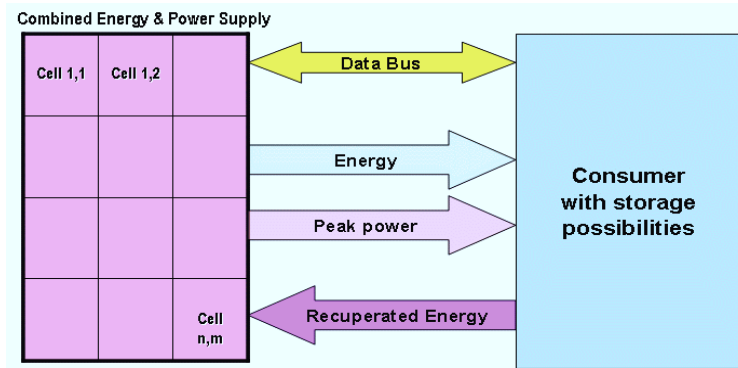 Combined Energy & Power Supply
Cell 1,1
Cell 1,2
Data Bus
Energy
Peak power
Cell
n,m
Recuperated Energy
Consumer
with storage
possibilities